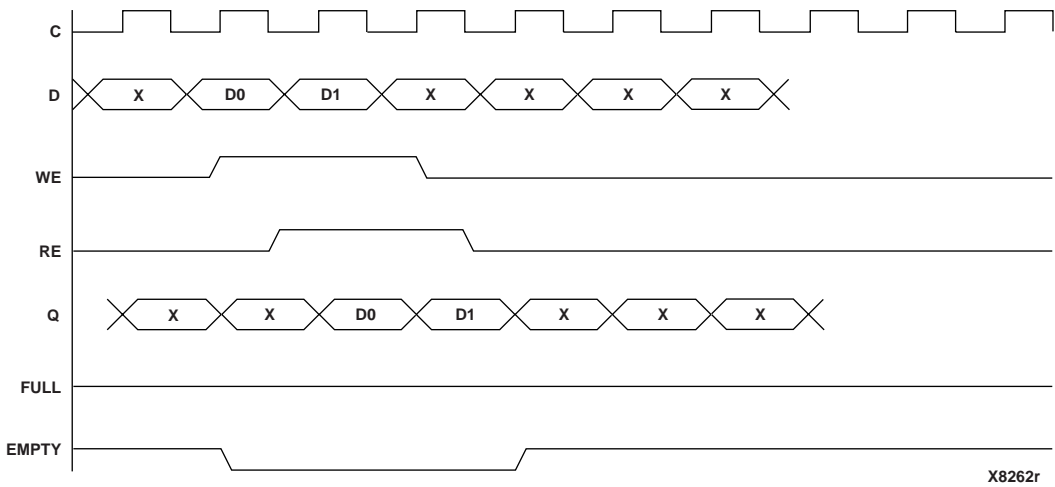 C
D X D0 D1 X X X X
WE
RE
Q X X D0 D1 X X X
FULL
EMPTY
X8262r